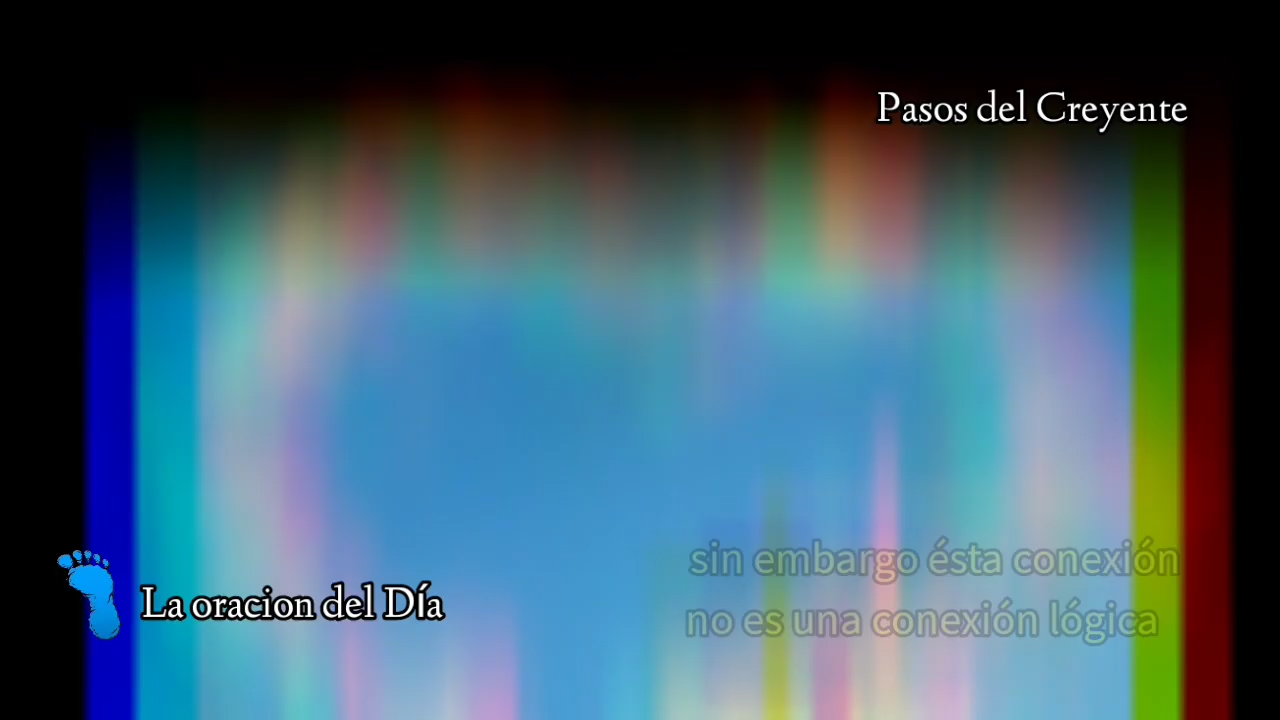 Pasos del Creyente
sin embargo ésta conexión
no es una conexión lógica
La oracion del Día